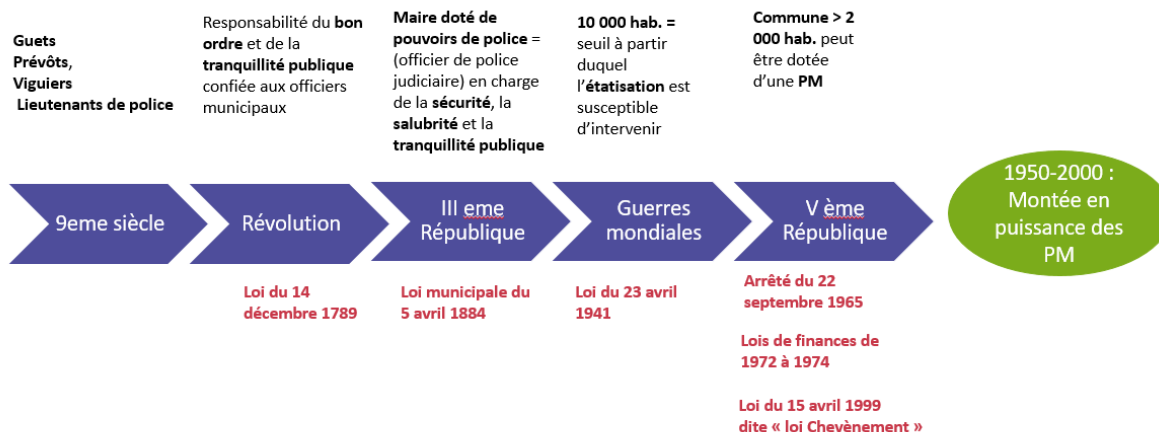 Guets
Prévôts,
Viguiers
Lieutenants de police
Responsabilité du bon
ordre et de la
tranquillité publique
confiée aux officiers
municipaux
Maire doté de
pouvoirs de police =
(officier de police
judiciaire) en charge
de la sécurité, la
salubrité et la
tranquillité publique
10 000 hab. =
seuil à partir
duquel
l’étatisation est
susceptible
d’intervenir
Commune > 2
000 hab. peut
être dotée
d’une PM
9eme siècle
Révolution
III eme
République
Guerres
mondiales
V ème
République
1950-2000 :
Montée en
puissance des
PM
Loi du 14
décembre 1789
Loi municipale du
5 avril 1884
Loi du 23 avril
1941
Arrêté du 22
septembre 1965
Lois de finances de
1972 à 1974
Loi du 15 avril 1999
dite « loi Chevènement »